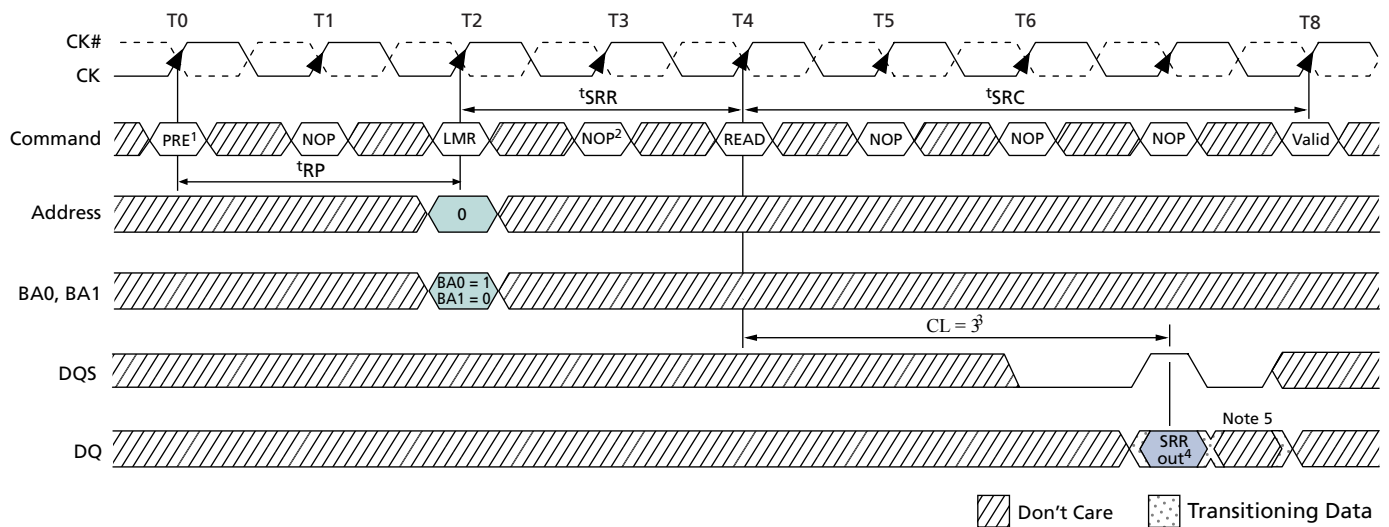 T0 T1 T2 T3 T4 T5 T6 T8
CK#
CK
tSRR tSRC
Command PRE1 NOP LMR NOP2 READ NOP NOP NOP Valid
tRP
Address 0
BA0, BA1 BA0 = 1
BA1 = 0
CL = 33
DQS
Note 5
DQ SRR
out4
Don't Care Transitioning Data